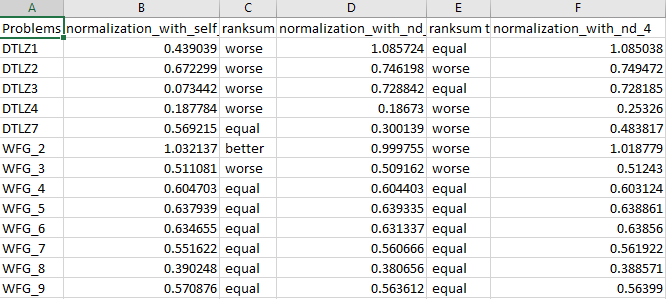 A B C D E F
Problems normalization_with_self_ ranksum normalization_with_nd_ ranksum t normalization_with_nd_4
DTLZ1 0.439039 worse 1.085724 equal 1.085038
DTLZ2 0.672299 worse 0.746198 worse 0.749472
DTLZ3 0.073442 worse 0.728842 equal 0.728185
DTLZ4 0.187784 worse 0.18673 worse 0.25326
DTLZ7 0.569215 equal 0.300139 worse 0.483817
WFG_2 1.032137 better 0.999755 worse 1.018779
WFG_3 0.511081 worse 0.509162 worse 0.51243
WFG_4 0.604703 equal 0.604403 equal 0.603124
WFG_5 0.637939 equal 0.639335 equal 0.638861
WFG_6 0.634655 equal 0.631337 equal 0.63856
WFG_7 0.551622 equal 0.560666 equal 0.561922
WFG_8 0.390248 equal 0.380656 equal 0.388571
WFG_9 0.570876 equal 0.563612 equal 0.56399